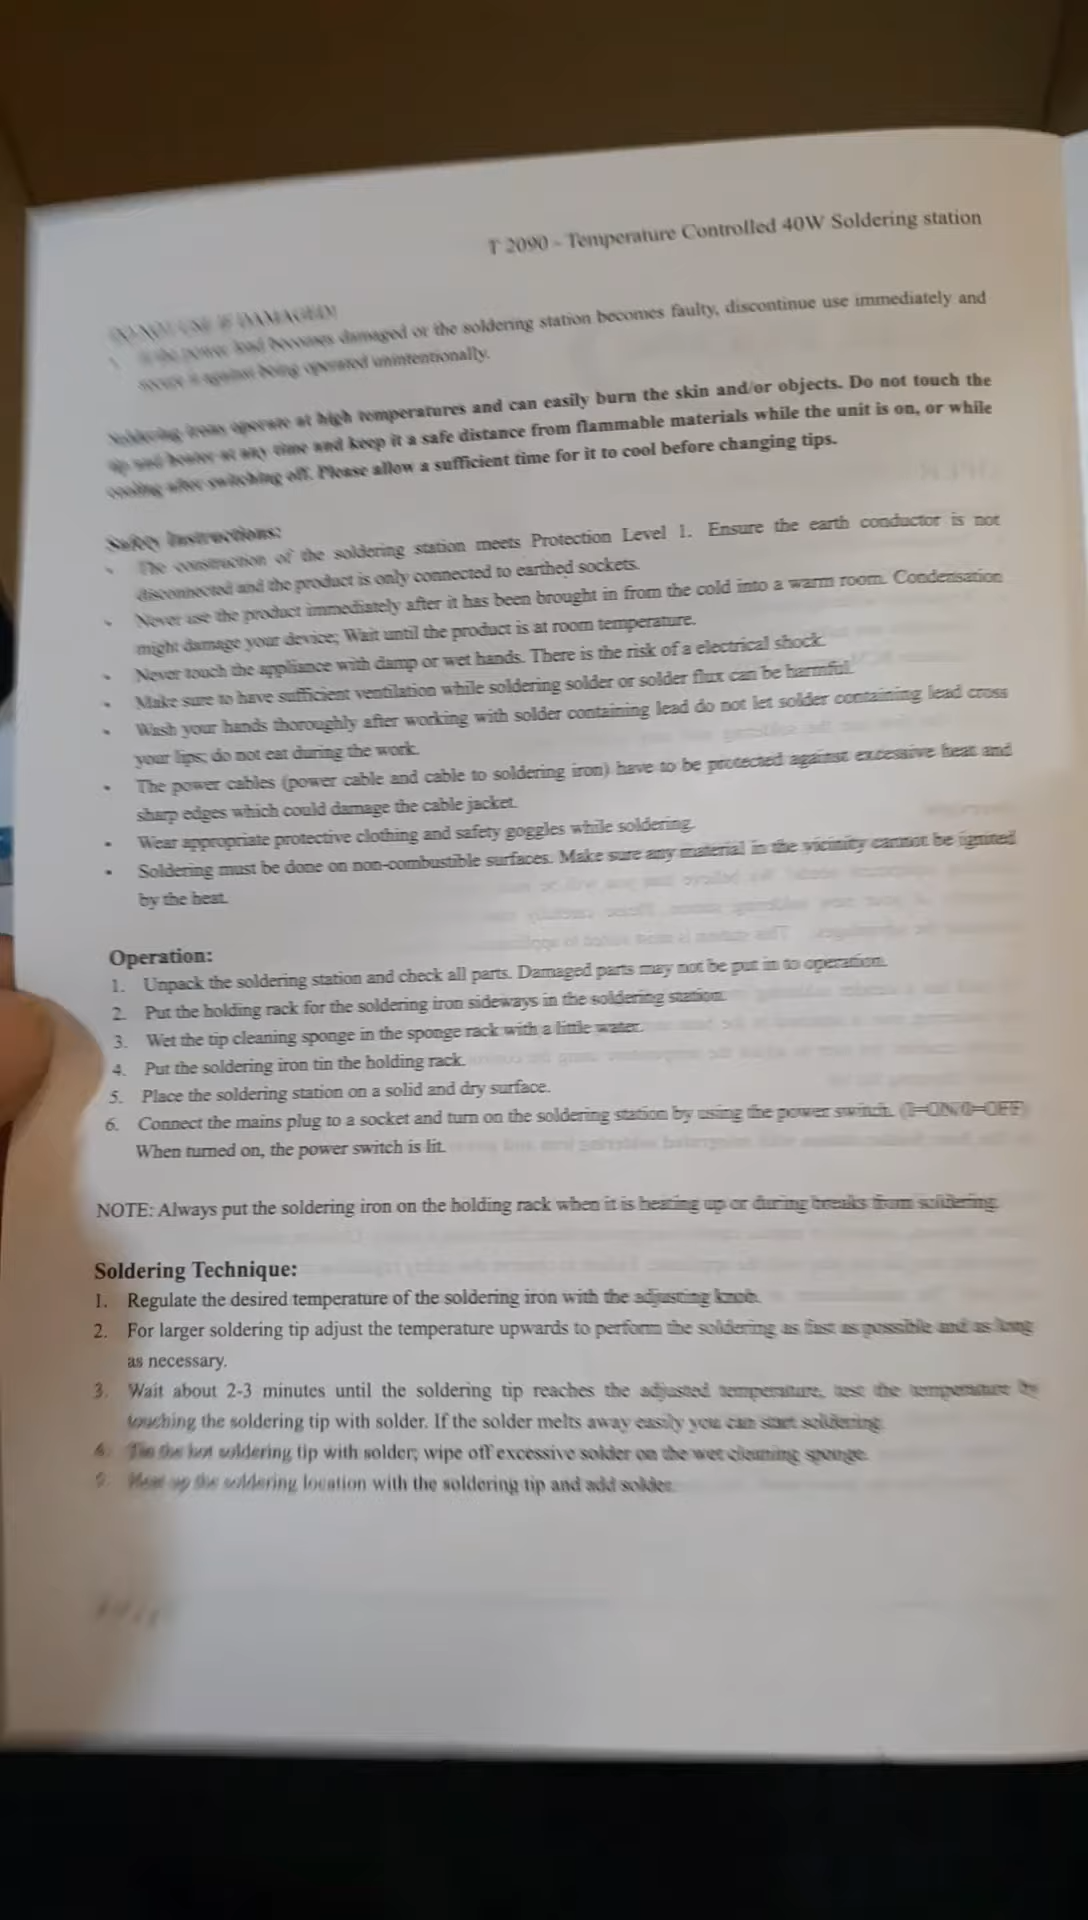 T 2090 - Temperature Controlled 40W Soldering station
IS DAMAGED!
damaged or the soldering station becomes faulty, discontinue use immediately and
against being operated unintentionally.
Soldering irons operate at high temperatures and can easily burn the skin and/or objects. Do not touch the
tip and heater at any time and keep it a safe distance from flammable materials while the unit is on, or while
cooling after switching off. Please allow a sufficient time for it to cool before changing tips.
Safety Instructions:
• The construction of the soldering station meets Protection Level 1. Ensure the earth conductor is not
disconnected and the product is only connected to earthed sockets.
• Never use the product immediately after it has been brought in from the cold into a warm room. Condensation
might damage your device; Wait until the product is at room temperature.
• Never touch the appliance with damp or wet hands. There is the risk of a electrical shock.
• Make sure to have sufficient ventilation while soldering solder or solder flux can be harmful.
• Wash your hands thoroughly after working with solder containing lead do not let solder containing lead cross
your lips; do not eat during the work.
• The power cables (power cable and cable to soldering iron) have to be protected against excessive heat and
sharp edges which could damage the cable jacket.
• Wear appropriate protective clothing and safety goggles while soldering.
• Soldering must be done on non-combustible surfaces. Make sure any material in the vicinity cannot be ignited
by the heat.
Operation:
1. Unpack the soldering station and check all parts. Damaged parts may not be put in to operation.
2. Put the holding rack for the soldering iron sideways in the soldering station.
3. Wet the tip cleaning sponge in the sponge rack with a little water.
4. Put the soldering iron tin the holding rack.
5. Place the soldering station on a solid and dry surface.
6. Connect the mains plug to a socket and turn on the soldering station by using the power switch. (I=ON/0=OFF)
When turned on, the power switch is lit.
NOTE: Always put the soldering iron on the holding rack when it is heating up or during breaks from soldering.
Soldering Technique:
1. Regulate the desired temperature of the soldering iron with the adjusting knob.
2. For larger soldering tip adjust the temperature upwards to perform the soldering as fast as possible and as long
as necessary.
3. Wait about 2-3 minutes until the soldering tip reaches the adjusted temperature, test the temperature by
touching the soldering tip with solder. If the solder melts away easily you can start soldering.
4. Tin the hot soldering tip with solder; wipe off excessive solder on the wet cleaning sponge.
5. Heat up the soldering location with the soldering tip and add solder.